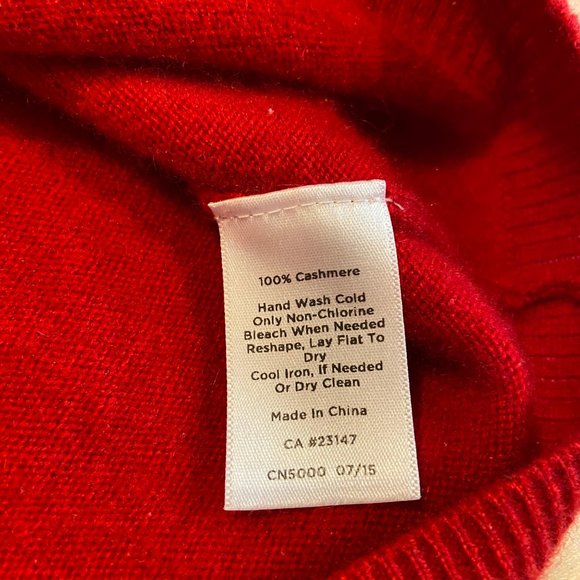 100% Cashmere
Hand Wash Cold
Only Non-Chlorine
Bleach When Needed
Reshape, Lay Flat To
Dry
Cool Iron, If Needed
Or Dry Clean
Made In China
CA #23147
CN5000 07/15